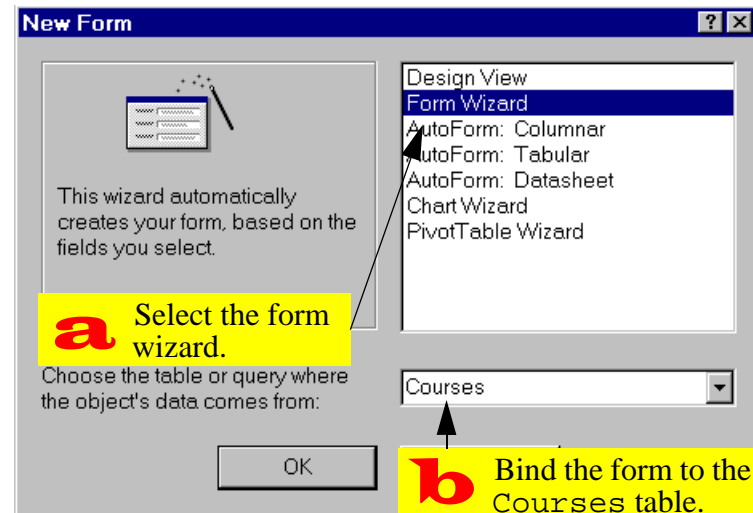 New Form
Design View
Form Wizard
AutoForm: Columnar
AutoForm: Tabular
AutoForm: Datasheet
Chart Wizard
PivotTable Wizard
This wizard automatically
creates your form, based on the
fields you select.
a Select the form
wizard.
Choose the table or query where
the object's data comes from:
Courses
OK
b Bind the form to the
Courses table.